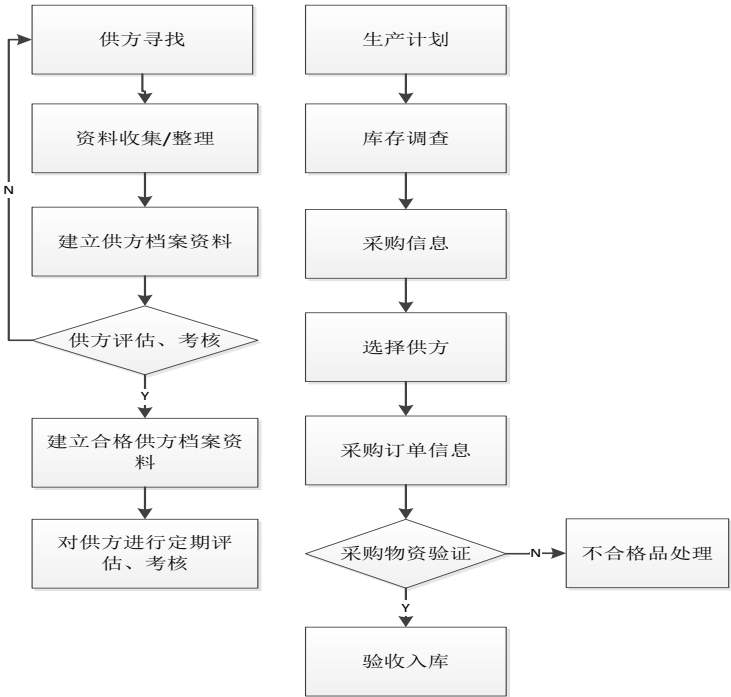 供方寻找
资料收集/整理
建立供方档案资料
供方评估、考核
N
Y
建立合格供方档案资
料
对供方进行定期评
估、考核
生产计划
库存调查
采购信息
选择供方
采购订单信息
采购物资验证
N
不合格品处理
Y
验收入库